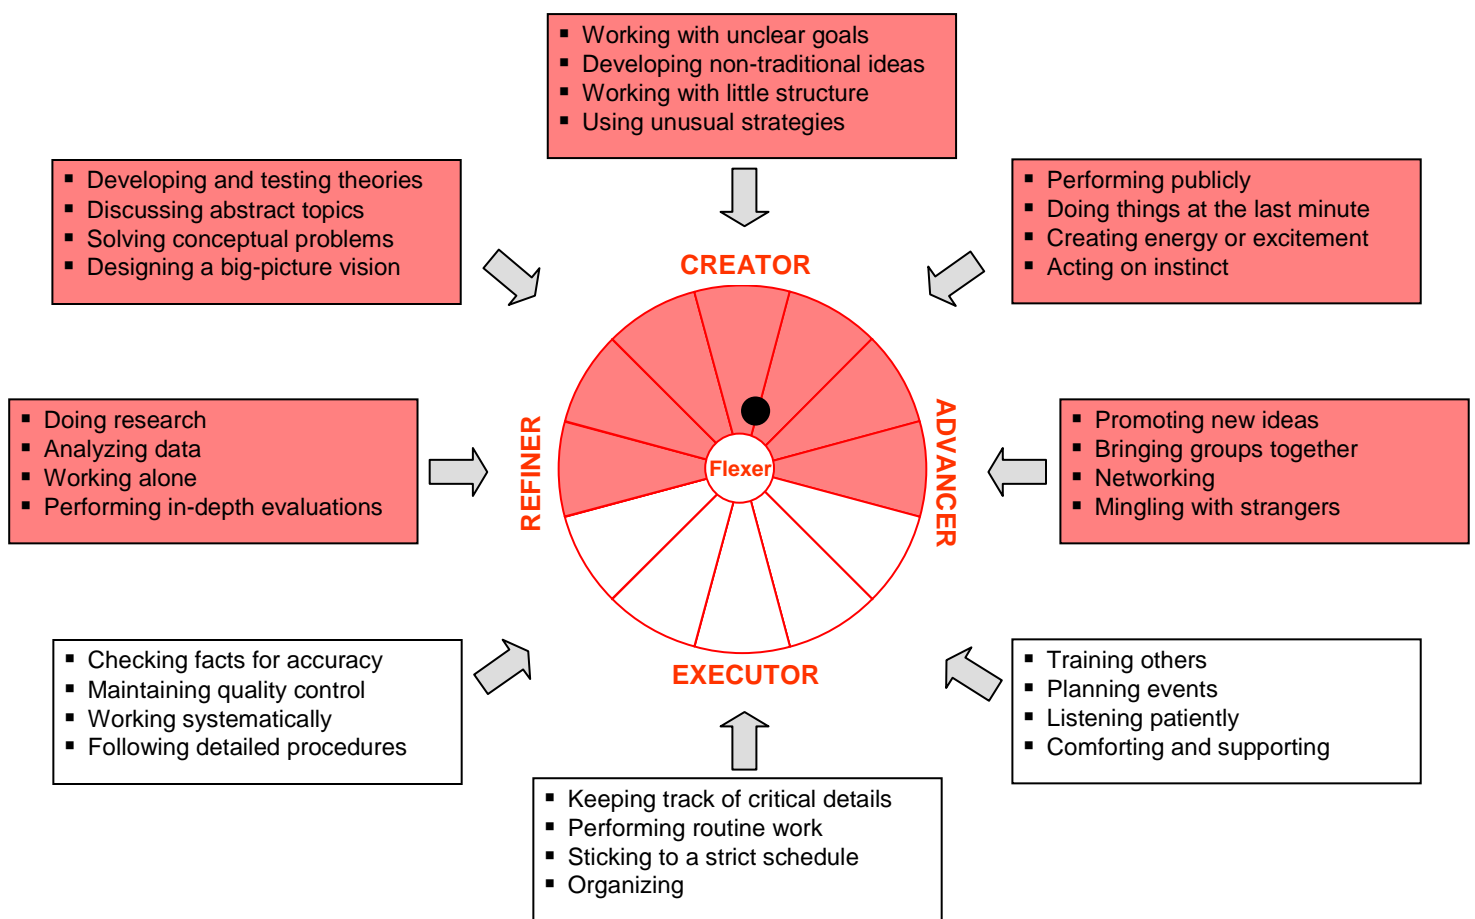 ▪ Working with unclear goals
▪ Developing non-traditional ideas
▪ Working with little structure
▪ Using unusual strategies
▪ Developing and testing theories
▪ Discussing abstract topics
▪ Solving conceptual problems
▪ Designing a big-picture vision
▪ Performing publicly
▪ Doing things at the last minute
▪ Creating energy or excitement
▪ Acting on instinct
CREATOR
▪ Doing research
▪ Analyzing data
▪ Working alone
▪ Performing in-depth evaluations
REFINER
Flexer
ADVANCER
▪ Promoting new ideas
▪ Bringing groups together
▪ Networking
▪ Mingling with strangers
EXECUTOR
▪ Checking facts for accuracy
▪ Maintaining quality control
▪ Working systematically
▪ Following detailed procedures
▪ Training others
▪ Planning events
▪ Listening patiently
▪ Comforting and supporting
▪ Keeping track of critical details
▪ Performing routine work
▪ Sticking to a strict schedule
▪ Organizing